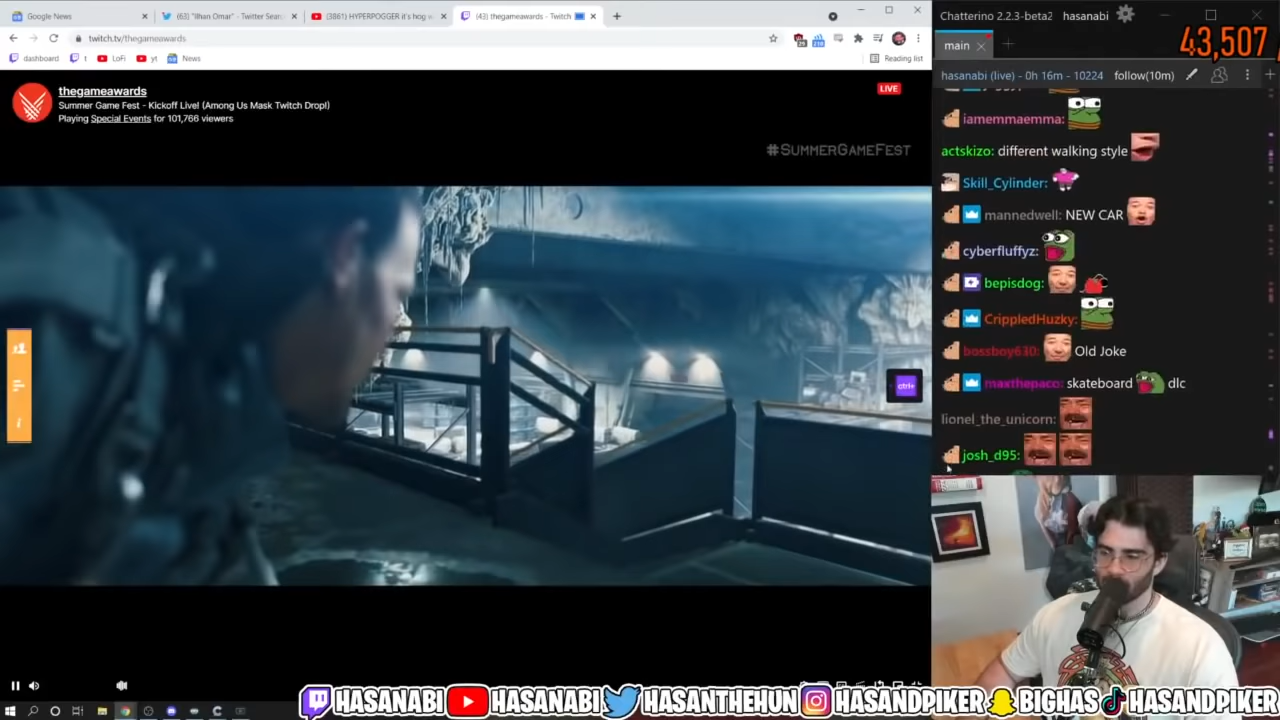 Google News
(63) "Ilhan Omar" - Twitter Sear
(3861) HYPERPOGGER it's hog w
(43) thegameawards - Twitch
twitch.tv/thegameawards
dashboard
t
LoFi
yt
News
Reading list
thegameawards
Summer Game Fest - Kickoff Live! (Among Us Mask Twitch Drop!)
Playing Special Events for 101,766 viewers
LIVE
#SUMMERGAMEFEST
ctrl+
Chatterino 2.2.3-beta2
hasanabi
main
43,507
hasanabi (live) - 0h 16m - 10224
follow(10m)
iamemmaemma:
actskizo: different walking style
Skill_Cylinder:
mannedwell: NEW CAR
cyberfluffyz:
bepisdog:
CrippledHuzky:
bossboy630: Old Joke
maxthepaco: skateboard dlc
lionel_the_unicorn:
josh_d95:
HASANABI HASANABI HASANTHEHUN HASANDPIKER BIGHAS HASANDPIKER